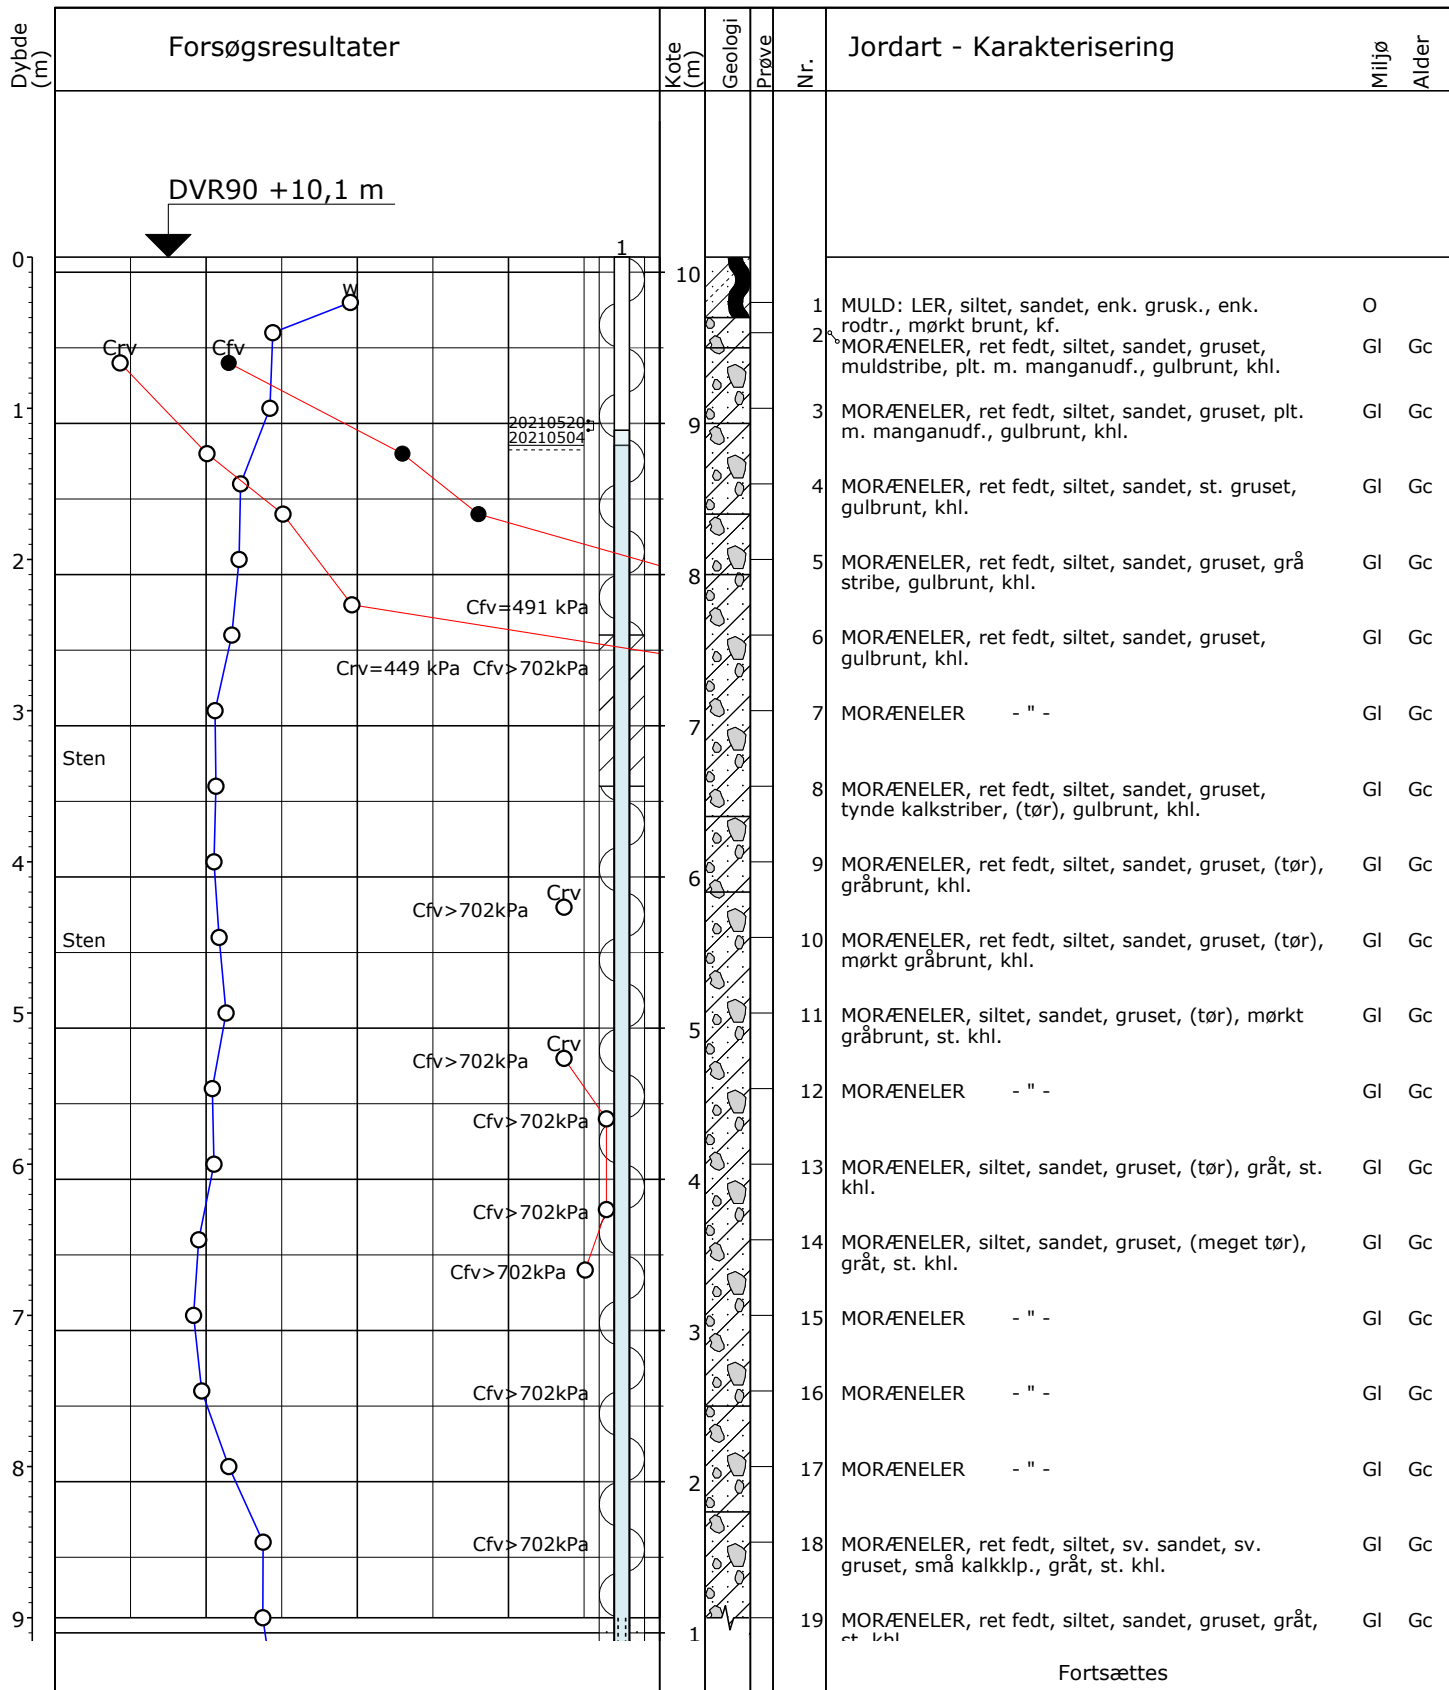 Dybde
(m)
Forsøgsresultater
Kote
(m)
Geologi
Prøve
Nr.
Jordart - Karakterisering
Miljø
Alder
DVR90 +10,1 m
0
1
10
w
1 MULD: LER, siltet, sandet, enk. grusk., enk. O
rodtr., mørkt brunt, kf.
2
Crv
Cfv
MORÆNELER, ret fedt, siltet, sandet, gruset, Gl Gc
muldstribe, plt. m. manganudf., gulbrunt, khl.
1
20210520
20210504
9
3 MORÆNELER, ret fedt, siltet, sandet, gruset, plt. Gl Gc
m. manganudf., gulbrunt, khl.
4 MORÆNELER, ret fedt, siltet, sandet, st. gruset, Gl Gc
gulbrunt, khl.
2
8
5 MORÆNELER, ret fedt, siltet, sandet, gruset, grå Gl Gc
stribe, gulbrunt, khl.
Cfv=491 kPa
6 MORÆNELER, ret fedt, siltet, sandet, gruset, Gl Gc
gulbrunt, khl.
Crv=449 kPa Cfv>702kPa
3
7
7 MORÆNELER - " - Gl Gc
Sten
8 MORÆNELER, ret fedt, siltet, sandet, gruset, Gl Gc
tynde kalkstriber, (tør), gulbrunt, khl.
4
6
9 MORÆNELER, ret fedt, siltet, sandet, gruset, (tør), Gl Gc
gråbrunt, khl.
Crv
Cfv>702kPa
Sten
10 MORÆNELER, ret fedt, siltet, sandet, gruset, (tør), Gl Gc
mørkt gråbrunt, khl.
5
5
11 MORÆNELER, siltet, sandet, gruset, (tør), mørkt Gl Gc
gråbrunt, st. khl.
Crv
Cfv>702kPa
12 MORÆNELER - " - Gl Gc
Cfv>702kPa
6
4
13 MORÆNELER, siltet, sandet, gruset, (tør), gråt, st. Gl Gc
khl.
Cfv>702kPa
14 MORÆNELER, siltet, sandet, gruset, (meget tør), Gl Gc
gråt, st. khl.
Cfv>702kPa
7
3
15 MORÆNELER - " - Gl Gc
Cfv>702kPa
16 MORÆNELER - " - Gl Gc
8
2
17 MORÆNELER - " - Gl Gc
Cfv>702kPa
18 MORÆNELER, ret fedt, siltet, sv. sandet, sv. Gl Gc
gruset, små kalkklp., gråt, st. khl.
9
1
19 MORÆNELER, ret fedt, siltet, sandet, gruset, gråt, Gl Gc
st. khl
Fortsættes